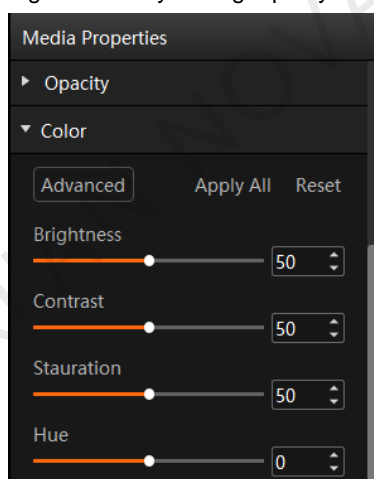 Media Properties
Opacity
Color
Advanced Apply All Reset
Brightness
50
Contrast
50
Stauration
50
Hue
0